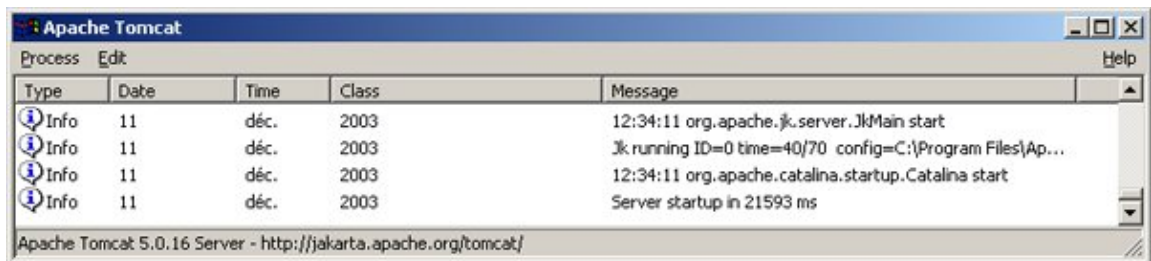 Apache Tomcat
Process Edit Help
Type Date Time Class Message
Info 11 déc. 2003 12:34:11 org.apache.jk.server.JkMain start
Info 11 déc. 2003 Jk running ID=0 time=40/70 config=C:\Program Files\Ap...
Info 11 déc. 2003 12:34:11 org.apache.catalina.startup.Catalina start
Info 11 déc. 2003 Server startup in 21593 ms
Apache Tomcat 5.0.16 Server - http://jakarta.apache.org/tomcat/